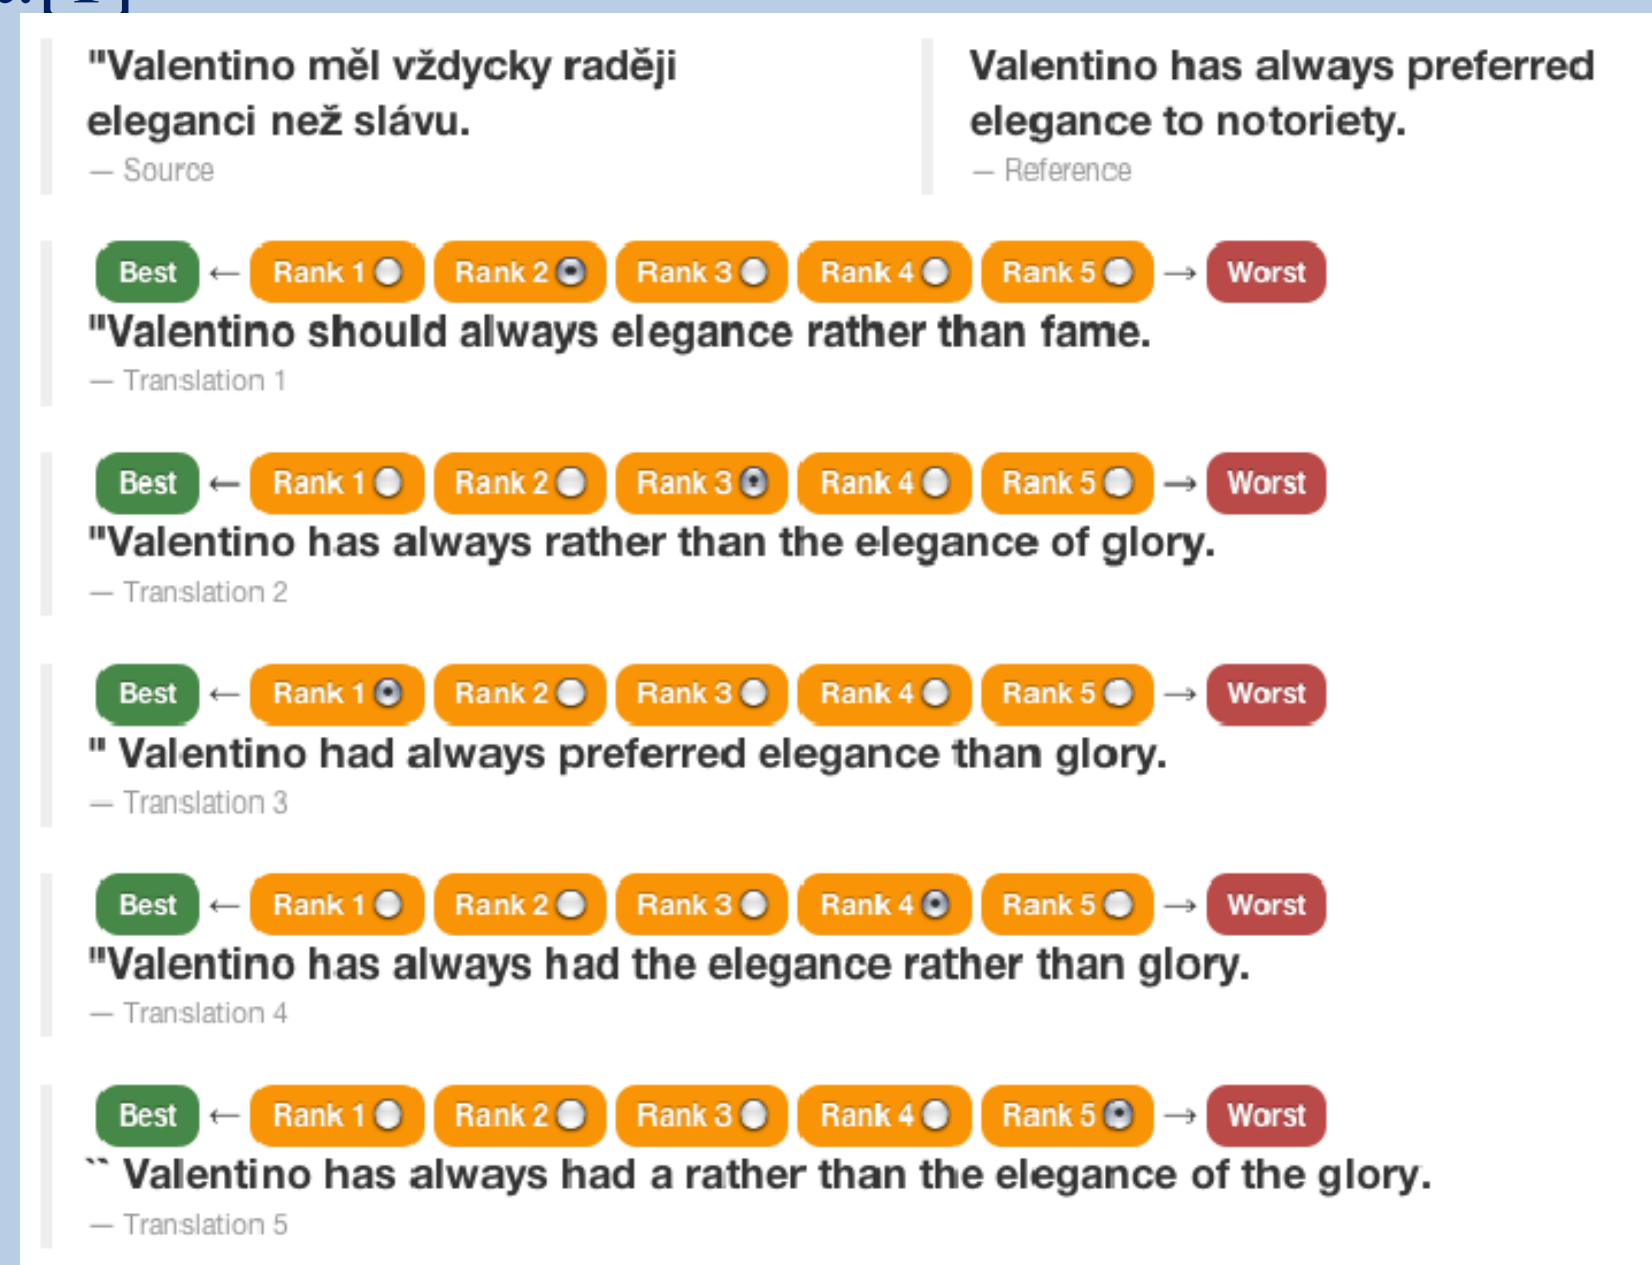 "Valentino měl vždycky raději
eleganci než slávu.
— Source
Valentino has always preferred
elegance to notoriety.
— Reference
Best ← Rank 1 Rank 2 Rank 3 Rank 4 Rank 5 → Worst
"Valentino should always elegance rather than fame.
— Translation 1
Best ← Rank 1 Rank 2 Rank 3 Rank 4 Rank 5 → Worst
"Valentino has always rather than the elegance of glory.
— Translation 2
Best ← Rank 1 Rank 2 Rank 3 Rank 4 Rank 5 → Worst
" Valentino had always preferred elegance than glory.
— Translation 3
Best ← Rank 1 Rank 2 Rank 3 Rank 4 Rank 5 → Worst
"Valentino has always had the elegance rather than glory.
— Translation 4
Best ← Rank 1 Rank 2 Rank 3 Rank 4 Rank 5 → Worst
`` Valentino has always had a rather than the elegance of the glory.
— Translation 5